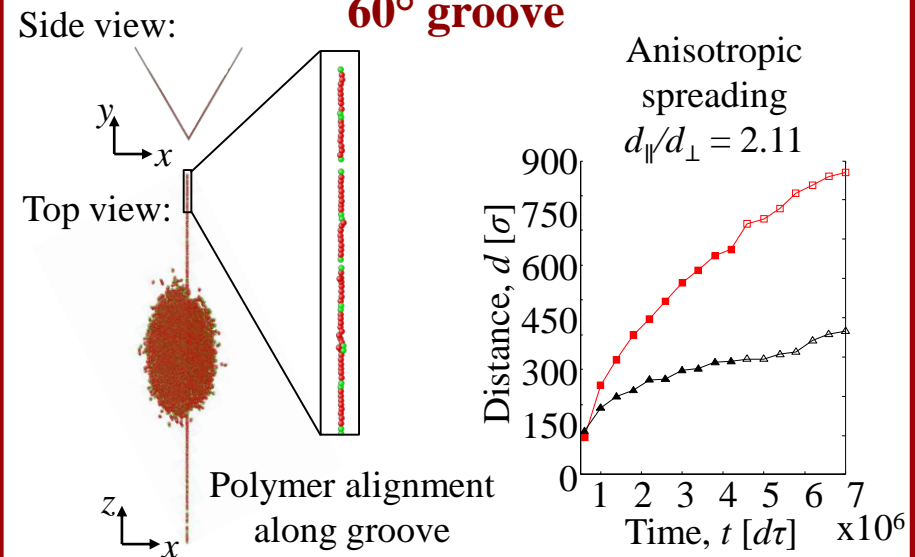 60° groove
Side view:
y
x
Top view:
z
x
Polymer alignment
along groove
Anisotropic
spreading
d∥/d⊥ = 2.11
Distance, d [σ]
900
750
600
450
300
150
0
1 2 3 4 5 6 7
Time, t [dτ] x10⁶